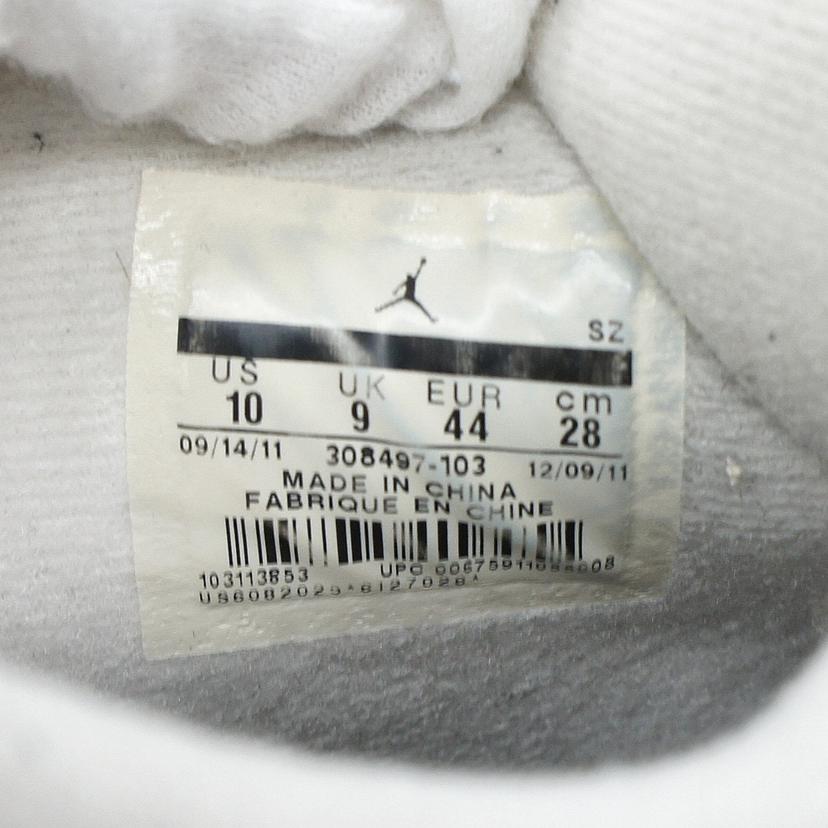 SZ
US UK EUR cm
10 9 44 28
09/14/11 308497-103 12/09/11
MADE IN CHINA
FABRIQUE EN CHINE
103113853 UPC